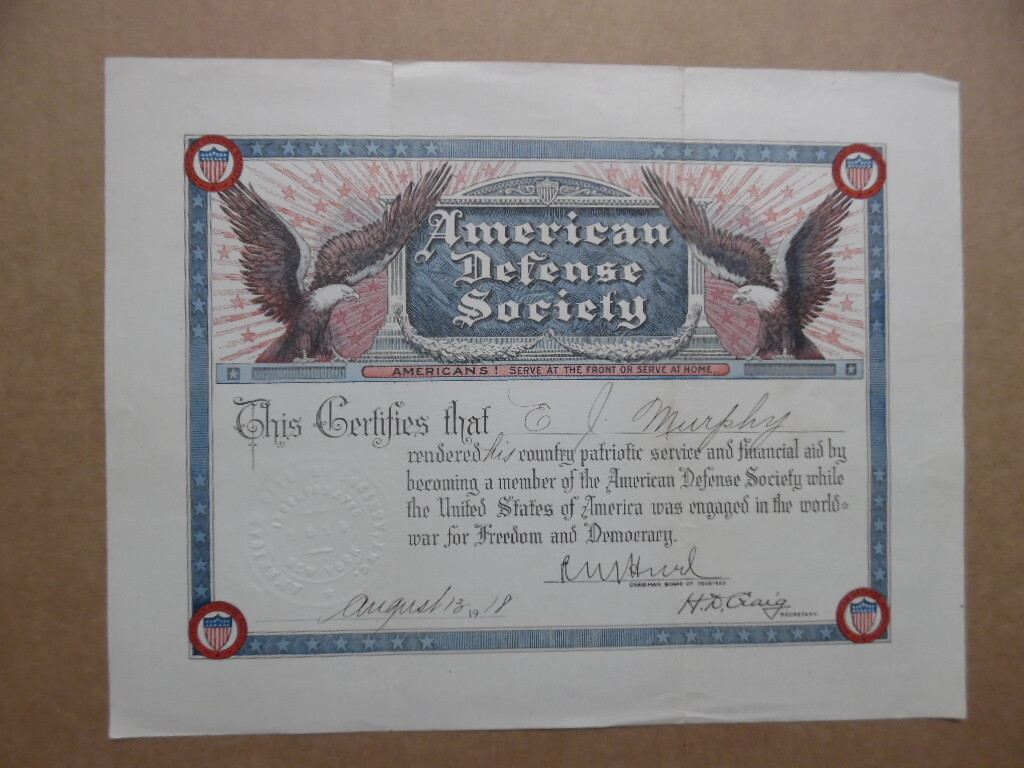 American
Defense
Society
AMERICANS! SERVE AT THE FRONT OR SERVE AT HOME.
This Certifies that E J. Murphy
rendered his country patriotic service and financial aid by
becoming a member of the American Defense Society while
the United States of America was engaged in the world-
war for Freedom and Democracy.
CHAIRMAN BOARD OF TRUSTEES
August 13 1918
H. D. Craig
SECRETARY.